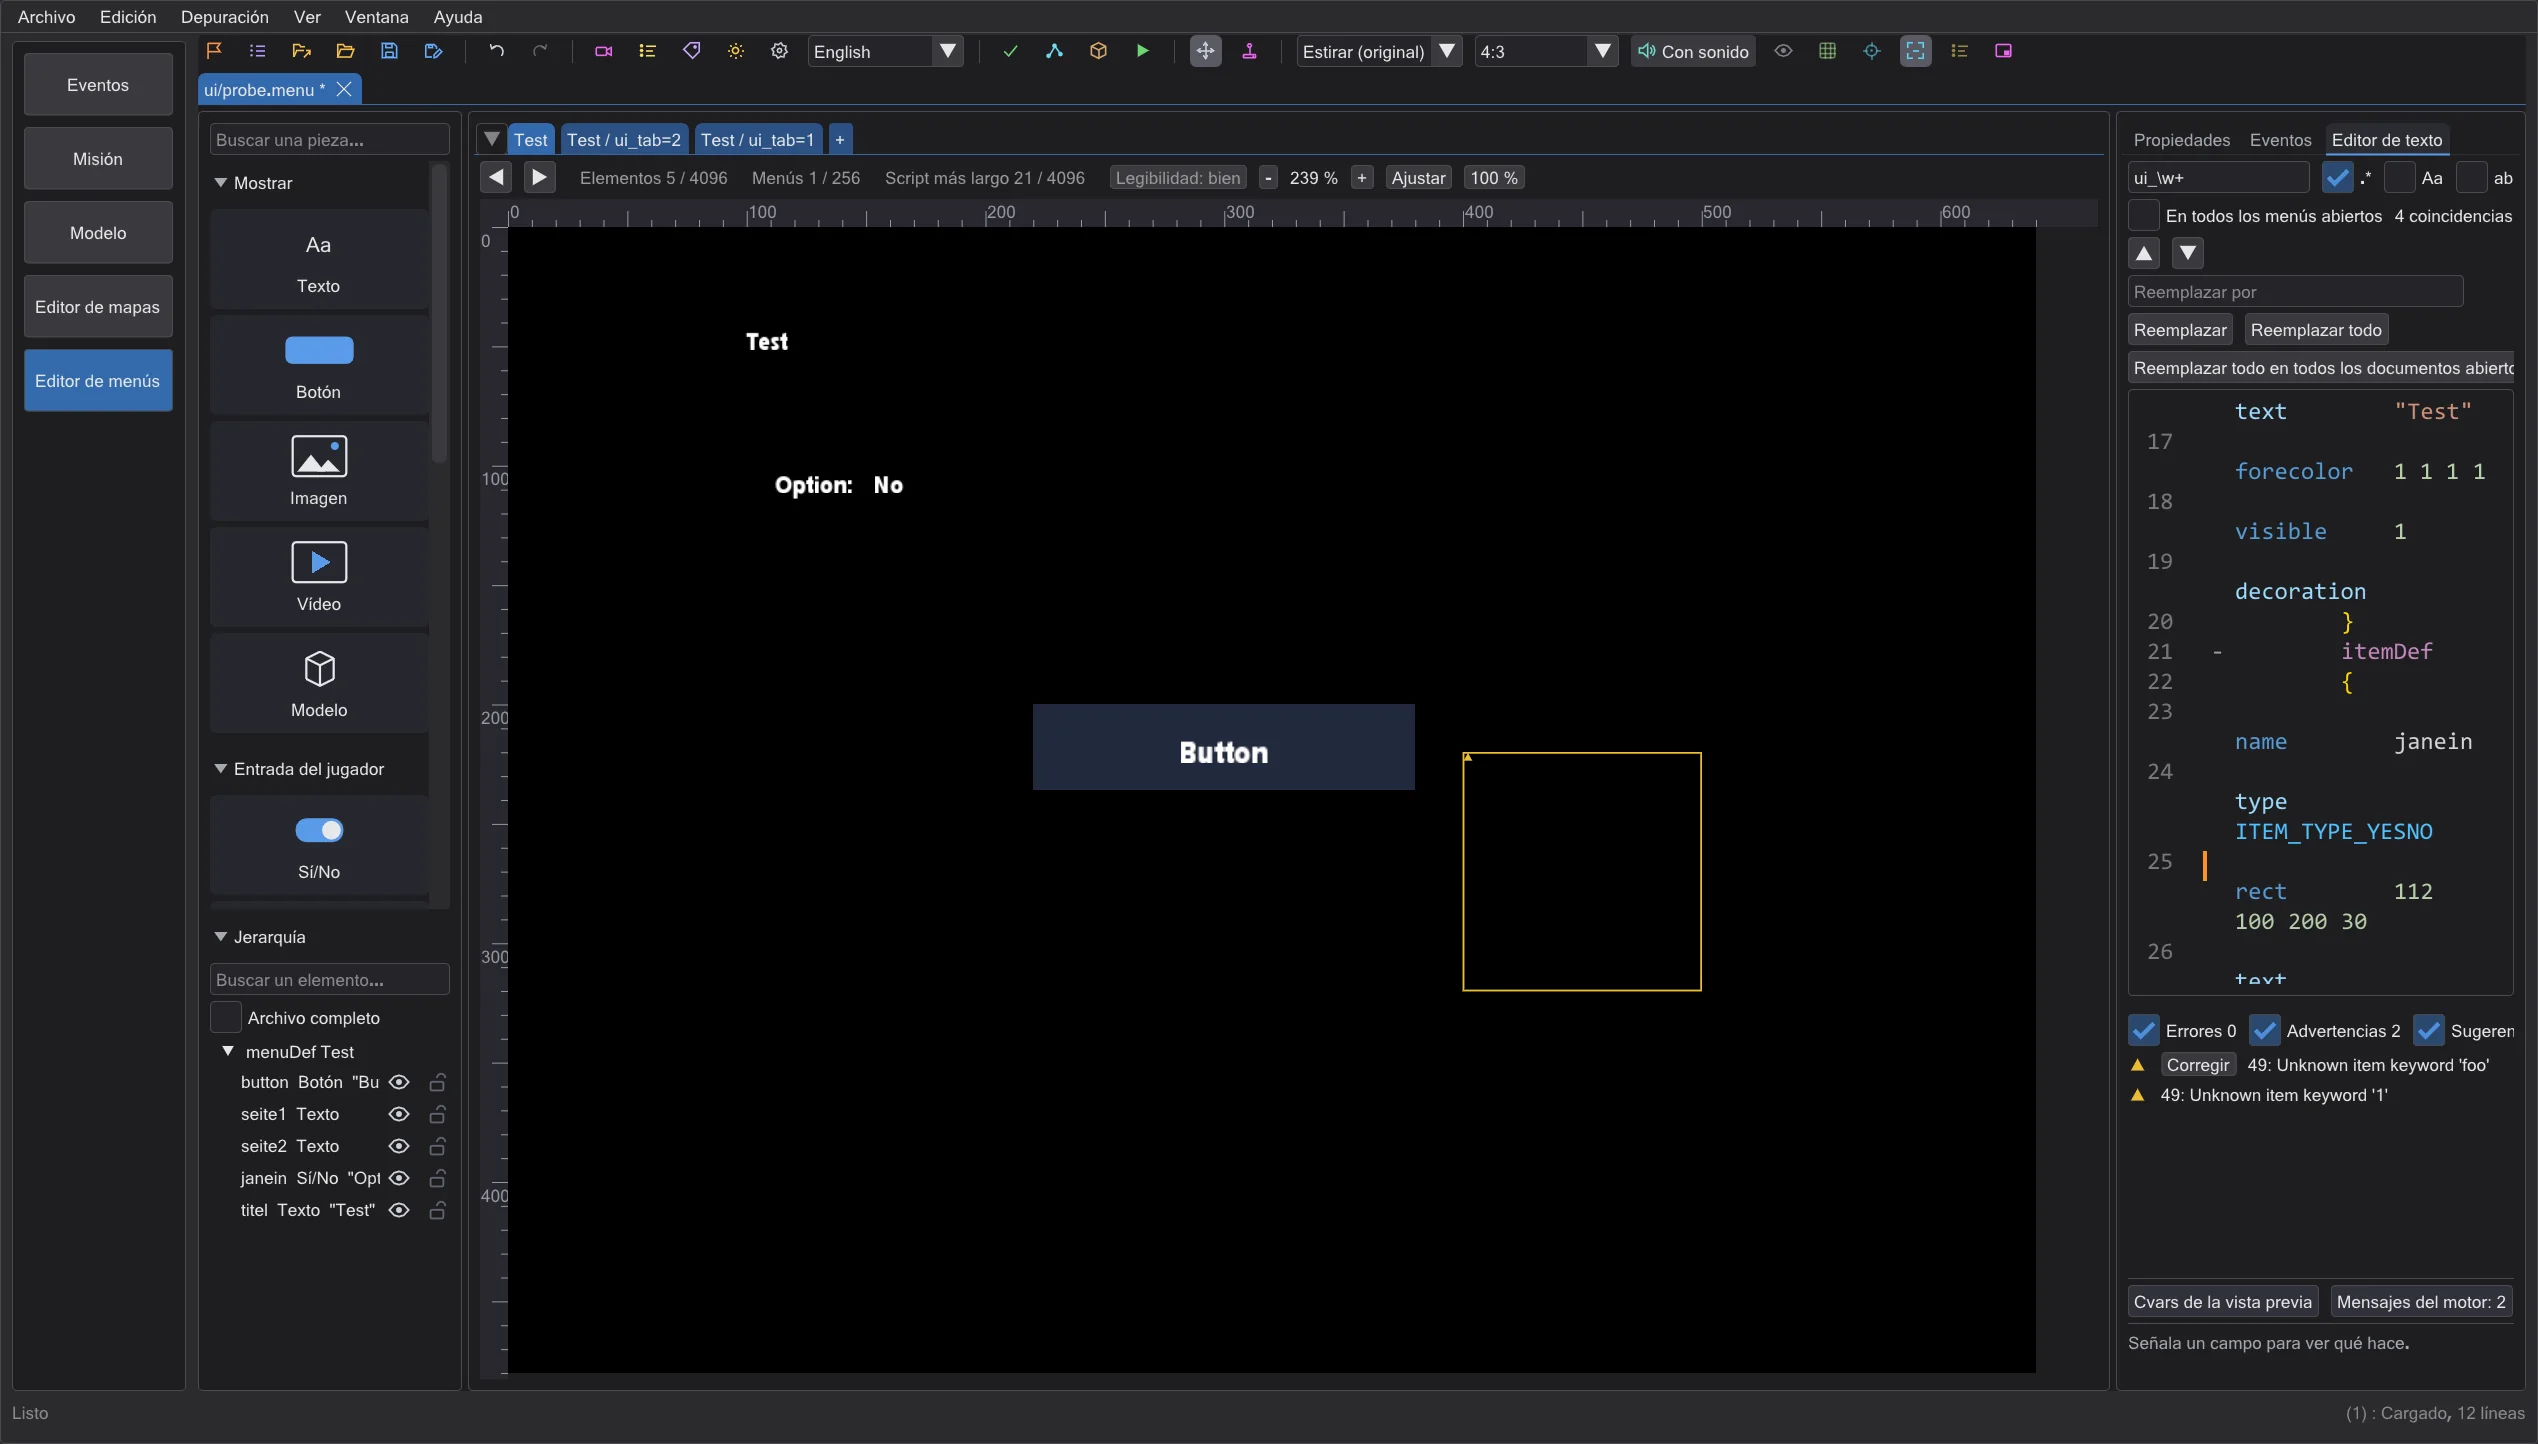 Archivo Edición Depuración Ver Ventana Ayuda
English
Estirar (original)
4:3
Con sonido
Eventos
Misión
Modelo
Editor de mapas
Editor de menús
ui/probe.menu *
Buscar una pieza...
Mostrar
Aa
Texto
Botón
Imagen
Vídeo
Modelo
Entrada del jugador
Sí/No
Jerarquía
Buscar un elemento...
Archivo completo
menuDef Test
button Botón "Bu
seite1 Texto
seite2 Texto
janein Sí/No "Opt
titel Texto "Test"
Test
Test / ui_tab=2
Test / ui_tab=1
+
Elementos 5 / 4096 Menús 1 / 256 Script más largo 21 / 4096 Legibilidad: bien - 239 % + Ajustar 100 %
0 100 200 300 400 500 600
0
100
200
300
400
Test
Option: No
Button
Propiedades Eventos Editor de texto
ui_\w+ .* Aa ab
En todos los menús abiertos 4 coincidencias
Reemplazar por
Reemplazar Reemplazar todo
Reemplazar todo en todos los documentos abierto
text "Test"
17
forecolor 1 1 1 1
18
visible 1
19
decoration
20 }
21 - itemDef
22 {
23
name janein
24
type
ITEM_TYPE_YESNO
25
rect 112
100 200 30
26
text
Errores 0 Advertencias 2 Sugeren
Corregir 49: Unknown item keyword 'foo'
49: Unknown item keyword '1'
Cvars de la vista previa Mensajes del motor: 2
Señala un campo para ver qué hace.
Listo
(1) : Cargado, 12 líneas